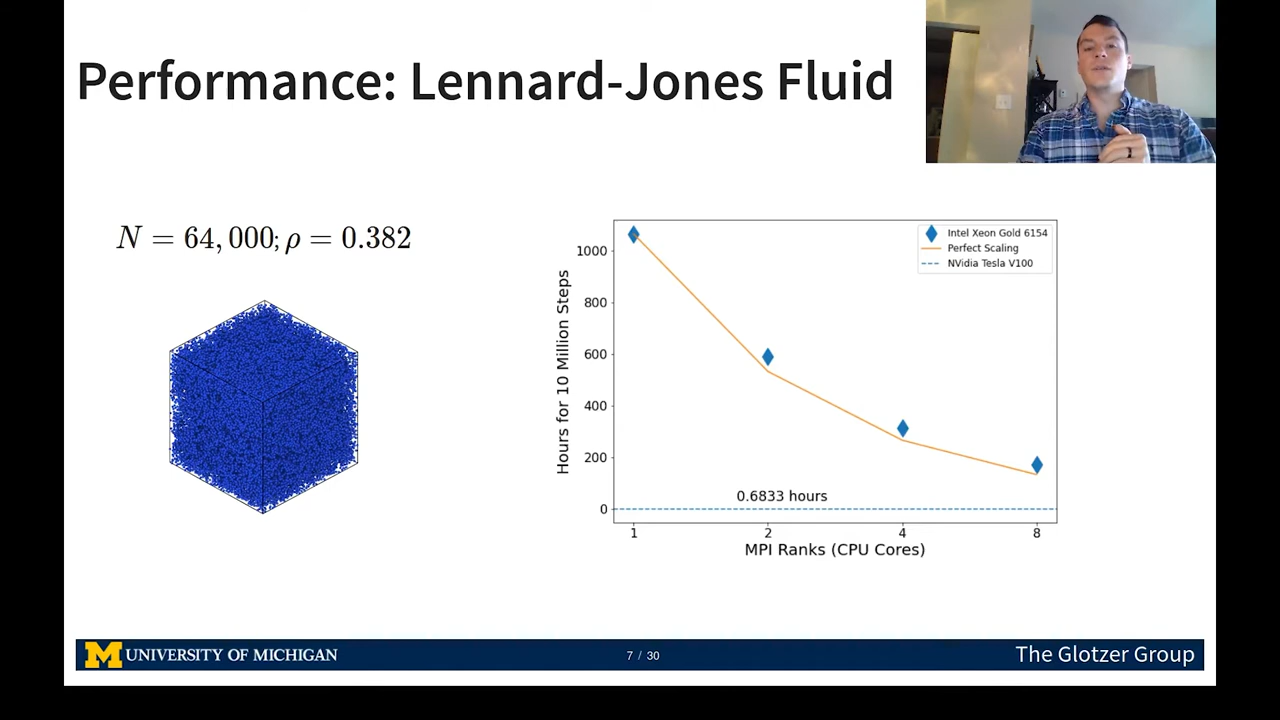 Performance: Lennard-Jones Fluid
N = 64,000; ρ = 0.382
Intel Xeon Gold 6154
Perfect Scaling
NVidia Tesla V100
Hours for 10 Million Steps
1000
800
600
400
200
0
0.6833 hours
1 2 4 8
MPI Ranks (CPU Cores)
M UNIVERSITY OF MICHIGAN
7 / 30
The Glotzer Group